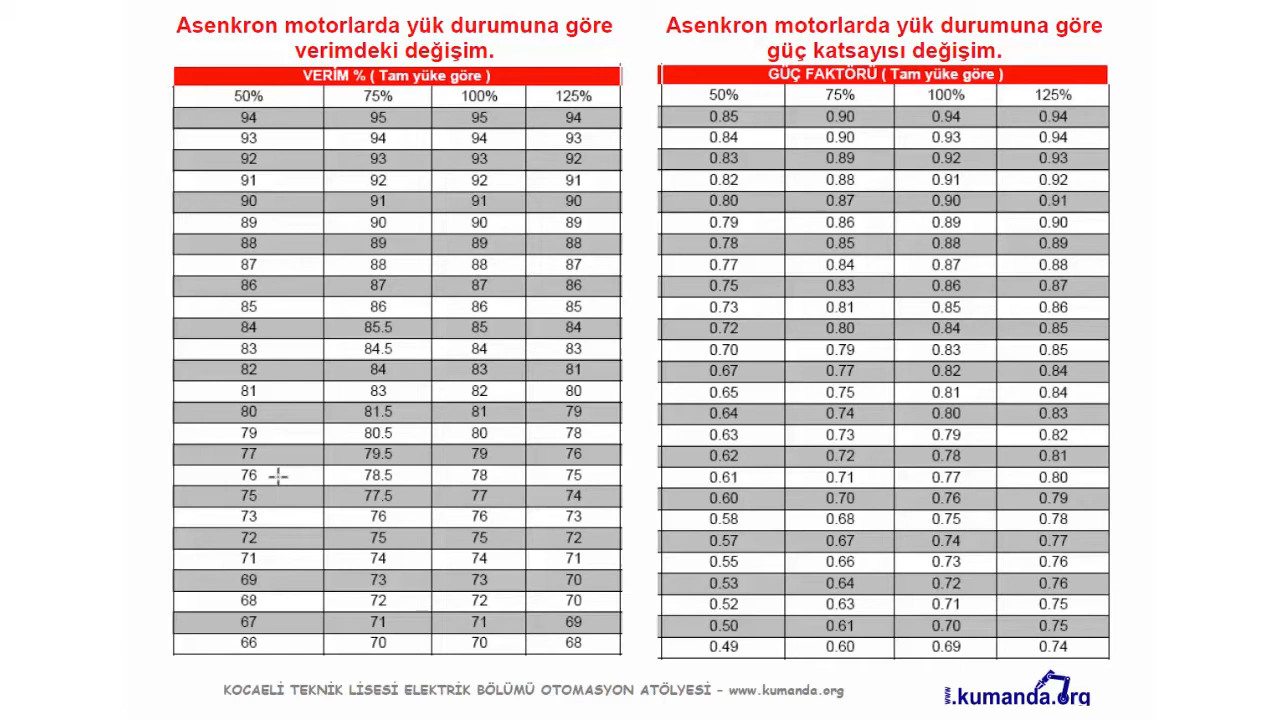 Asenkron motorlarda yük durumuna göre
verimdeki değişim.
VERİM % ( Tam yüke göre )
50% 75% 100% 125%
94 95 95 94
93 94 94 93
92 93 93 92
91 92 92 91
90 91 91 90
89 90 90 89
88 89 89 88
87 88 88 87
86 87 87 86
85 86 86 85
84 85.5 85 84
83 84.5 84 83
82 84 83 81
81 83 82 80
80 81.5 81 79
79 80.5 80 78
77 79.5 79 76
76 78.5 78 75
75 77.5 77 74
73 76 76 73
72 75 75 72
71 74 74 71
69 73 73 70
68 72 72 70
67 71 71 69
66 70 70 68
Asenkron motorlarda yük durumuna göre
güç katsayısı değişim.
GÜÇ FAKTÖRÜ ( Tam yüke göre )
50% 75% 100% 125%
0.85 0.90 0.94 0.94
0.84 0.90 0.93 0.94
0.83 0.89 0.92 0.93
0.82 0.88 0.91 0.92
0.80 0.87 0.90 0.91
0.79 0.86 0.89 0.90
0.78 0.85 0.88 0.89
0.77 0.84 0.87 0.88
0.75 0.83 0.86 0.87
0.73 0.81 0.85 0.86
0.72 0.80 0.84 0.85
0.70 0.79 0.83 0.85
0.67 0.77 0.82 0.84
0.65 0.75 0.81 0.84
0.64 0.74 0.80 0.83
0.63 0.73 0.79 0.82
0.62 0.72 0.78 0.81
0.61 0.71 0.77 0.80
0.60 0.70 0.76 0.79
0.58 0.68 0.75 0.78
0.57 0.67 0.74 0.77
0.55 0.66 0.73 0.76
0.53 0.64 0.72 0.76
0.52 0.63 0.71 0.75
0.50 0.61 0.70 0.75
0.49 0.60 0.69 0.74
KOCAELİ TEKNİK LİSESİ ELEKTRİK BÖLÜMÜ OTOMASYON ATÖLYESİ - www.kumanda.org
www.kumanda.org